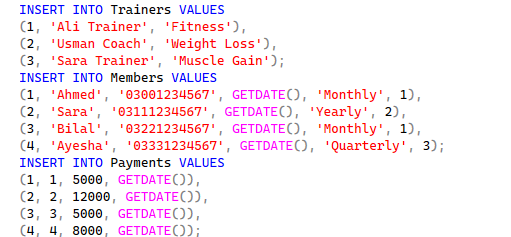 INSERT INTO Trainers VALUES
(1, 'Ali Trainer', 'Fitness'),
(2, 'Usman Coach', 'Weight Loss'),
(3, 'Sara Trainer', 'Muscle Gain');
INSERT INTO Members VALUES
(1, 'Ahmed', '03001234567', GETDATE(), 'Monthly', 1),
(2, 'Sara', '03111234567', GETDATE(), 'Yearly', 2),
(3, 'Bilal', '03221234567', GETDATE(), 'Monthly', 1),
(4, 'Ayesha', '03331234567', GETDATE(), 'Quarterly', 3);
INSERT INTO Payments VALUES
(1, 1, 5000, GETDATE()),
(2, 2, 12000, GETDATE()),
(3, 3, 5000, GETDATE()),
(4, 4, 8000, GETDATE());